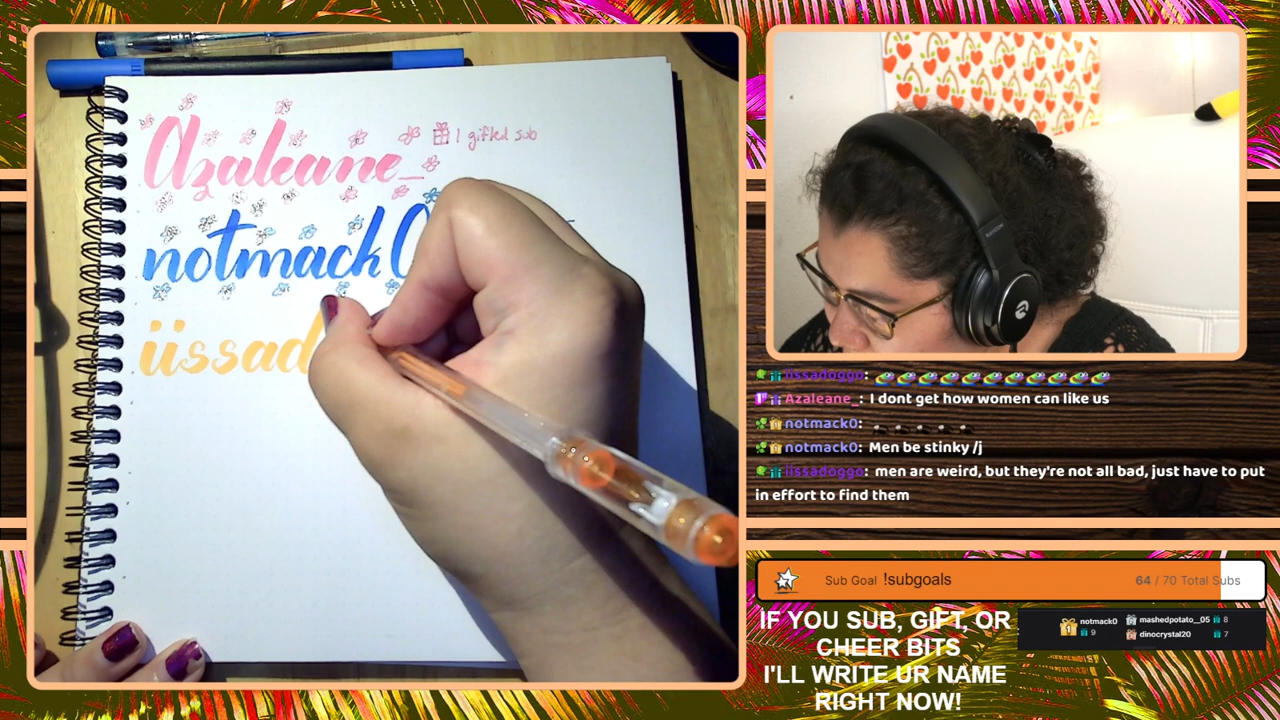 Azaleane_ 1 gifted sub
notmack0
iissad
iissadoggo:
Azaleane_: I dont get how women can like us
notmack0:
notmack0: Men be stinky /j
iissadoggo: men are weird, but they're not all bad, just have to put
in effort to find them
Sub Goal !subgoals 64 / 70 Total Subs
IF YOU SUB, GIFT, OR
CHEER BITS
I'LL WRITE UR NAME
RIGHT NOW!
1 notmack0 9
mashedpotato_05 8
dinocrystal20 7